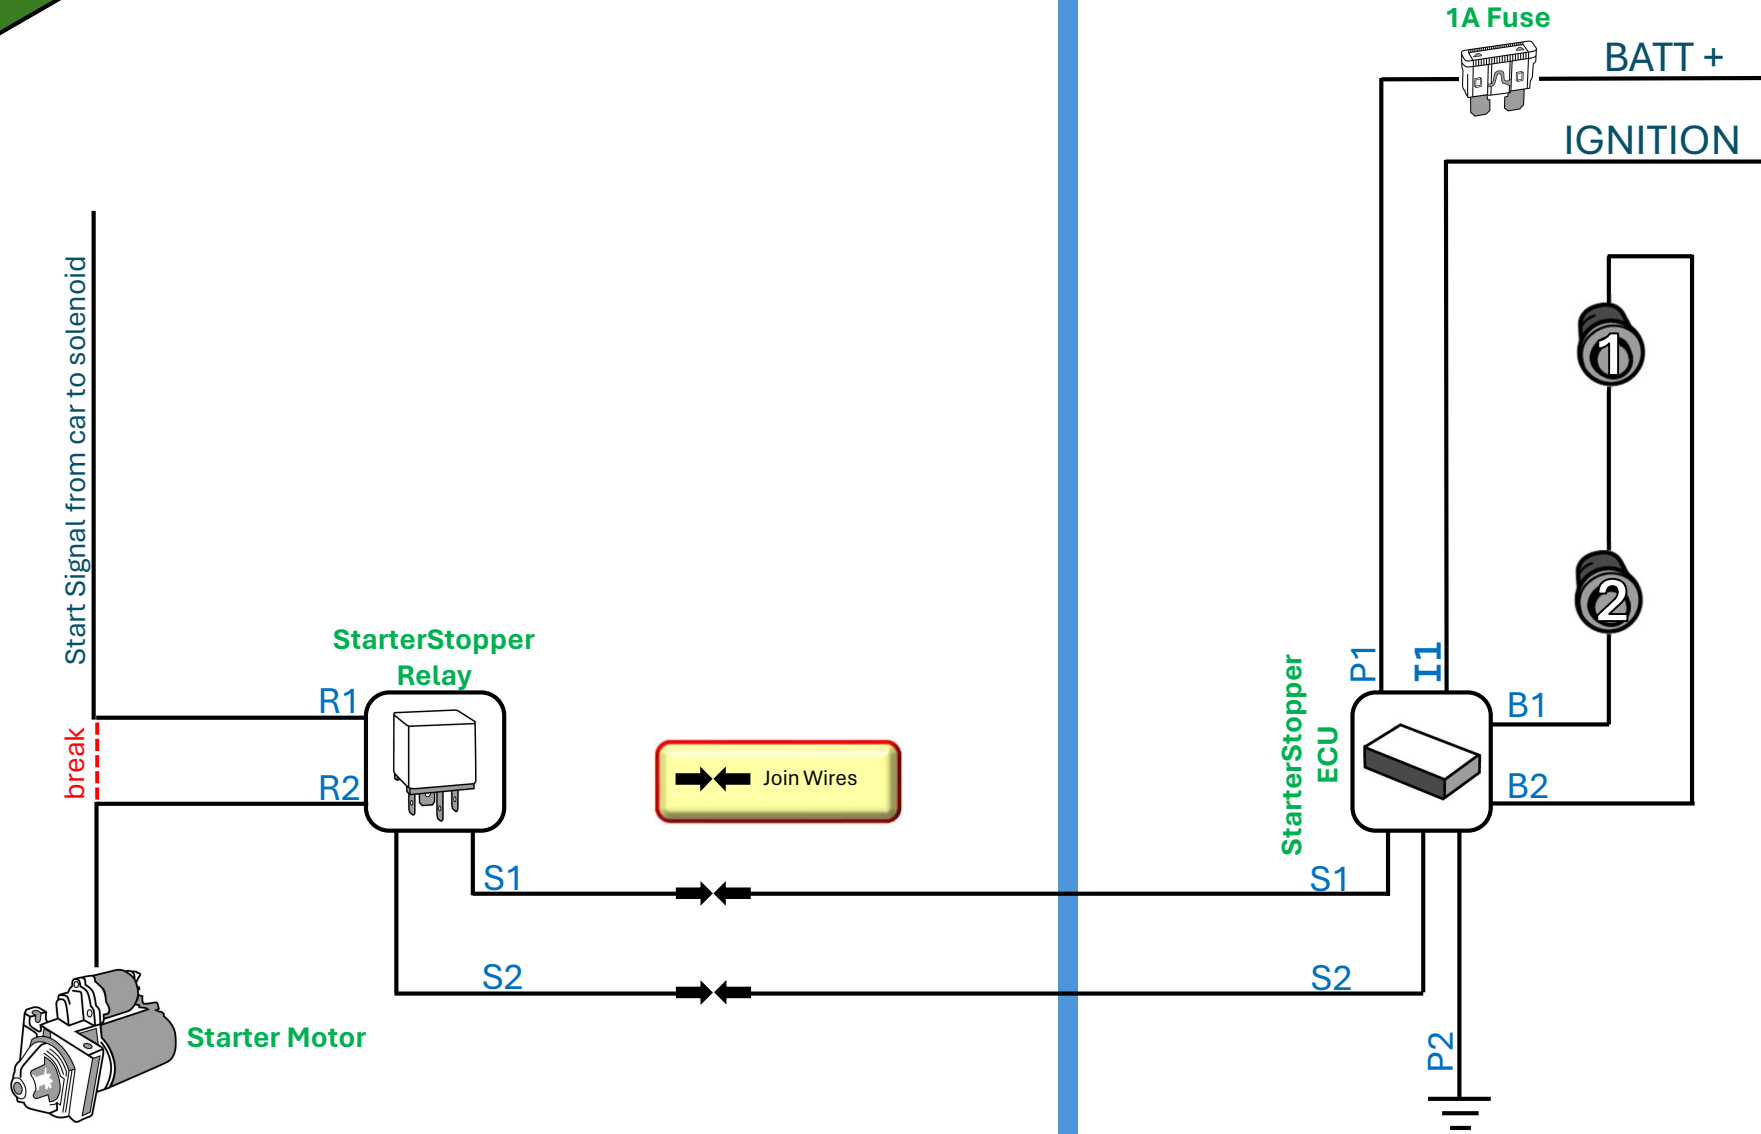 1A Fuse
BATT +
IGNITION
Start Signal from car to solenoid
1
2
StarterStopper
Relay
P1
I1
StarterStopper
ECU
R1
B1
break
Join Wires
R2
B2
S1
S1
S2
S2
Starter Motor
P2